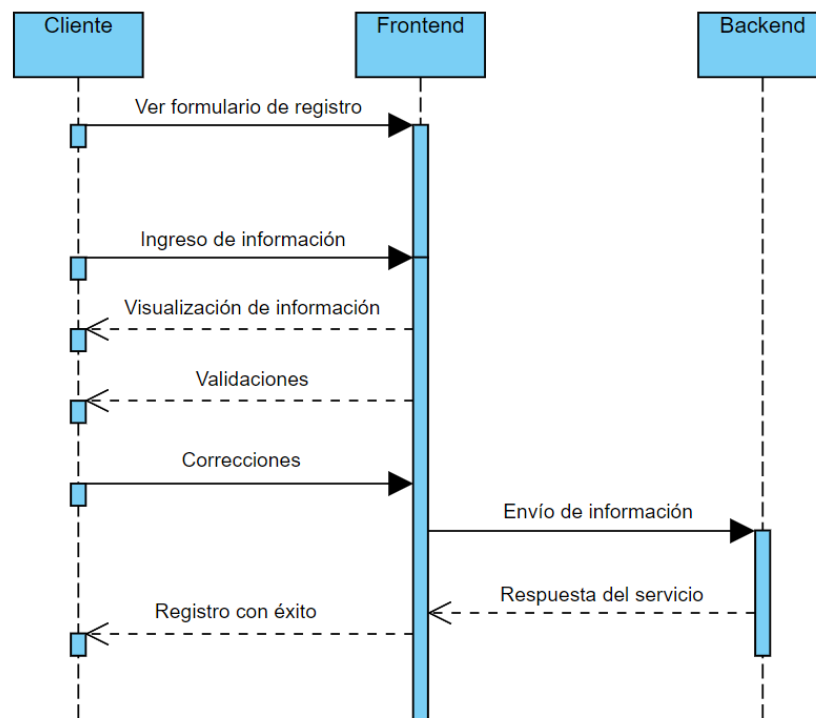 Cliente
Frontend
Backend
Ver formulario de registro
Ingreso de información
Visualización de información
Validaciones
Correcciones
Envío de información
Respuesta del servicio
Registro con éxito